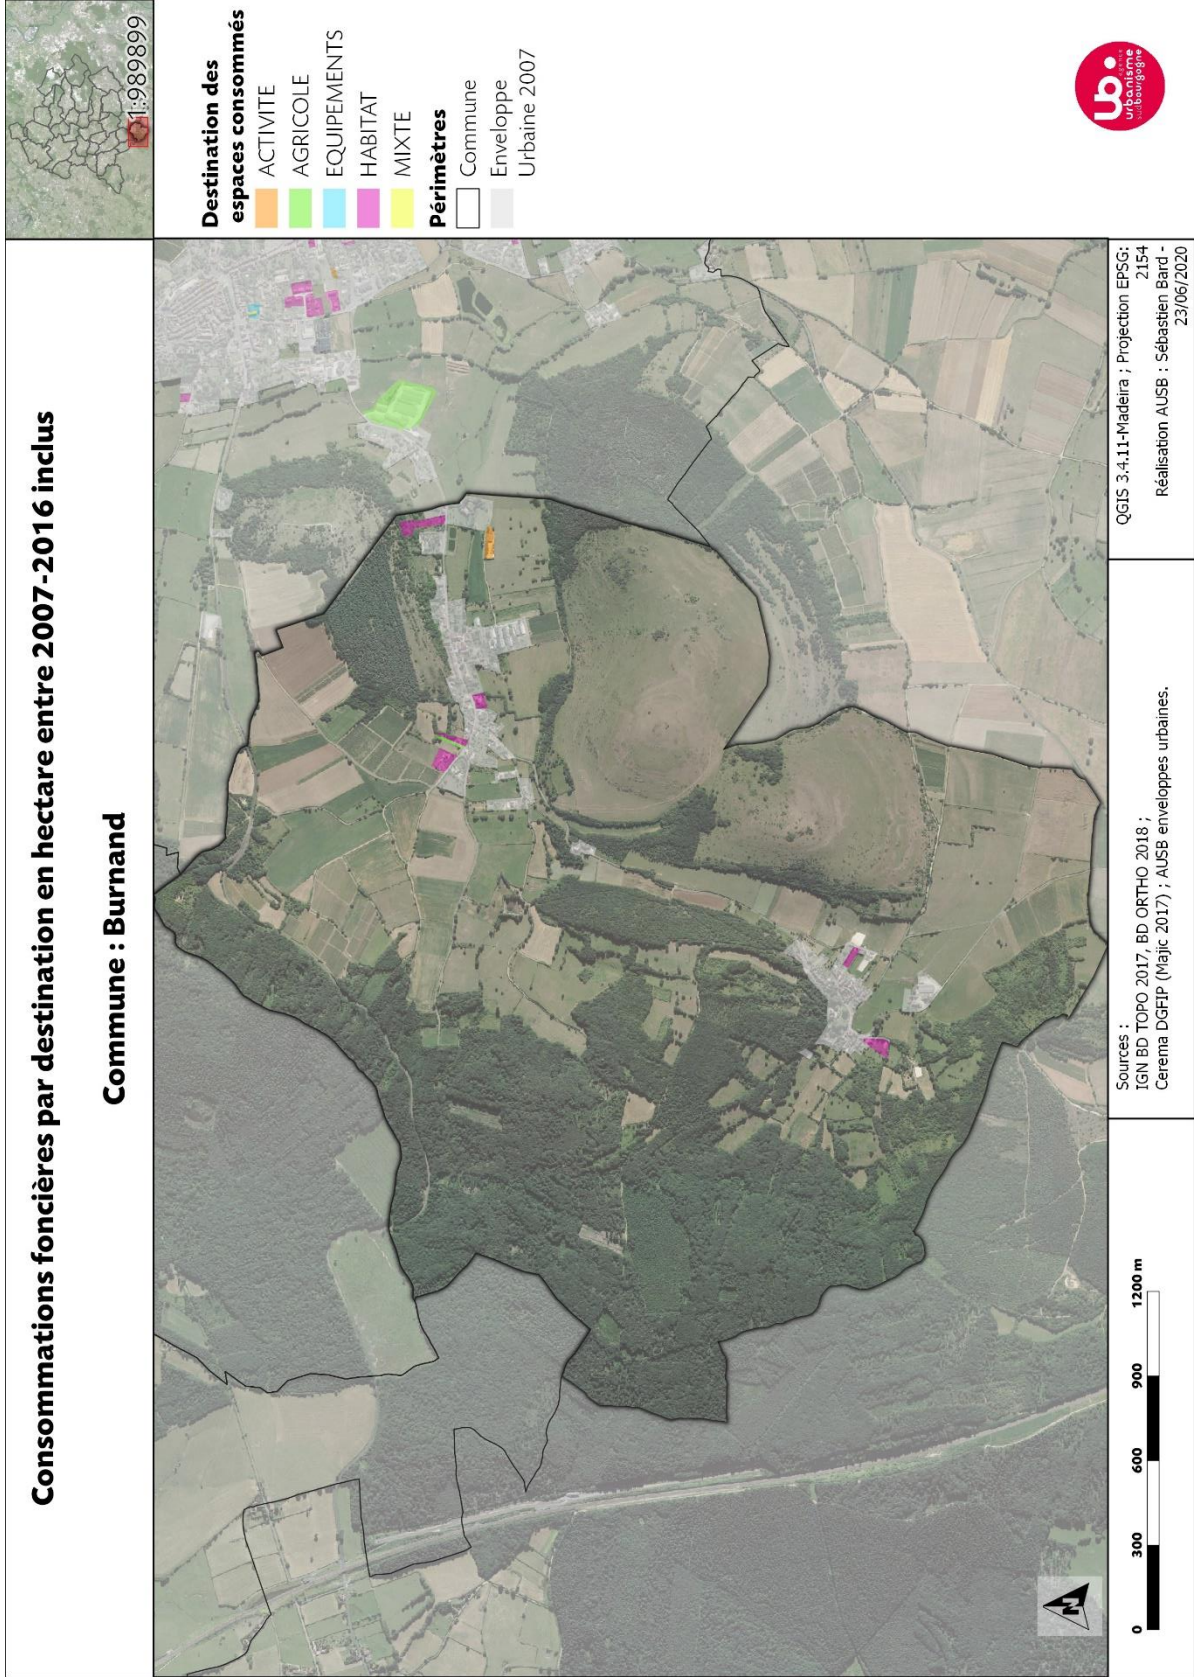 Consommations foncières par destination en hectare entre 2007-2016 inclus
Commune : Burnand
1:989899
Destination des
espaces consommés
ACTIVITE
AGRICOLE
EQUIPEMENTS
HABITAT
MIXTE
Périmètres
Commune
Enveloppe
Urbaine 2007
N
0 300 600 900 1200 m
Sources :
IGN BD TOPO 2017, BD ORTHO 2018 ;
Cerema DGFIP (Majic 2017) ; AUSB enveloppes urbaines.
QGIS 3.4.11-Madeira ; Projection EPSG:
2154
Réalisation AUSB : Sébastien Bard -
23/06/2020
Ub
agence
urbanisme
sudbourgogne